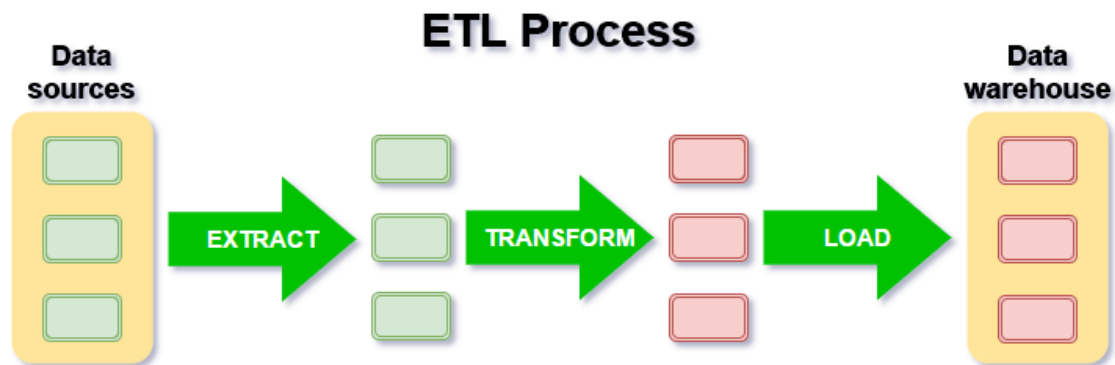 ETL Process
Data
sources
Data
warehouse
EXTRACT
TRANSFORM
LOAD